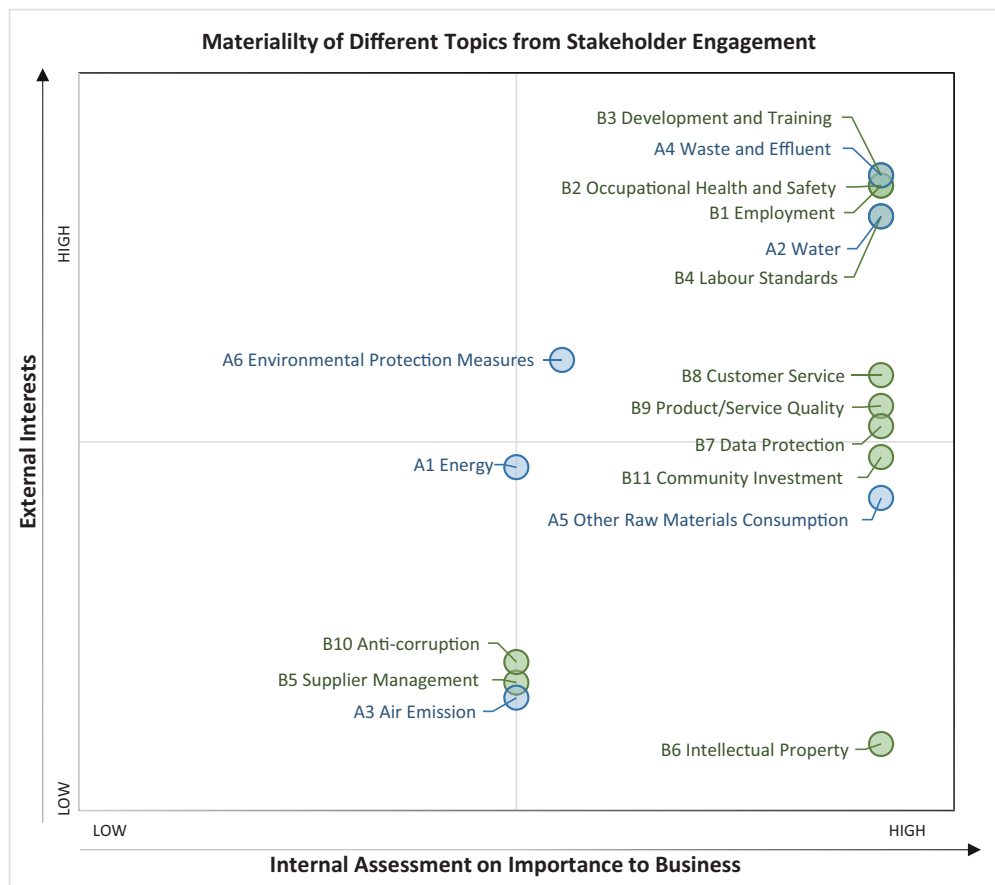 Materialilty of Different Topics from Stakeholder Engagement
B3 Development and Training
A4 Waste and Effluent
B2 Occupational Health and Safety
B1 Employment
A2 Water
B4 Labour Standards
HIGH
A6 Environmental Protection Measures
B8 Customer Service
B9 Product/Service Quality
B7 Data Protection
A1 Energy
B11 Community Investment
A5 Other Raw Materials Consumption
External Interests
B10 Anti-corruption
B5 Supplier Management
A3 Air Emission
B6 Intellectual Property
LOW
LOW
HIGH
Internal Assessment on Importance to Business